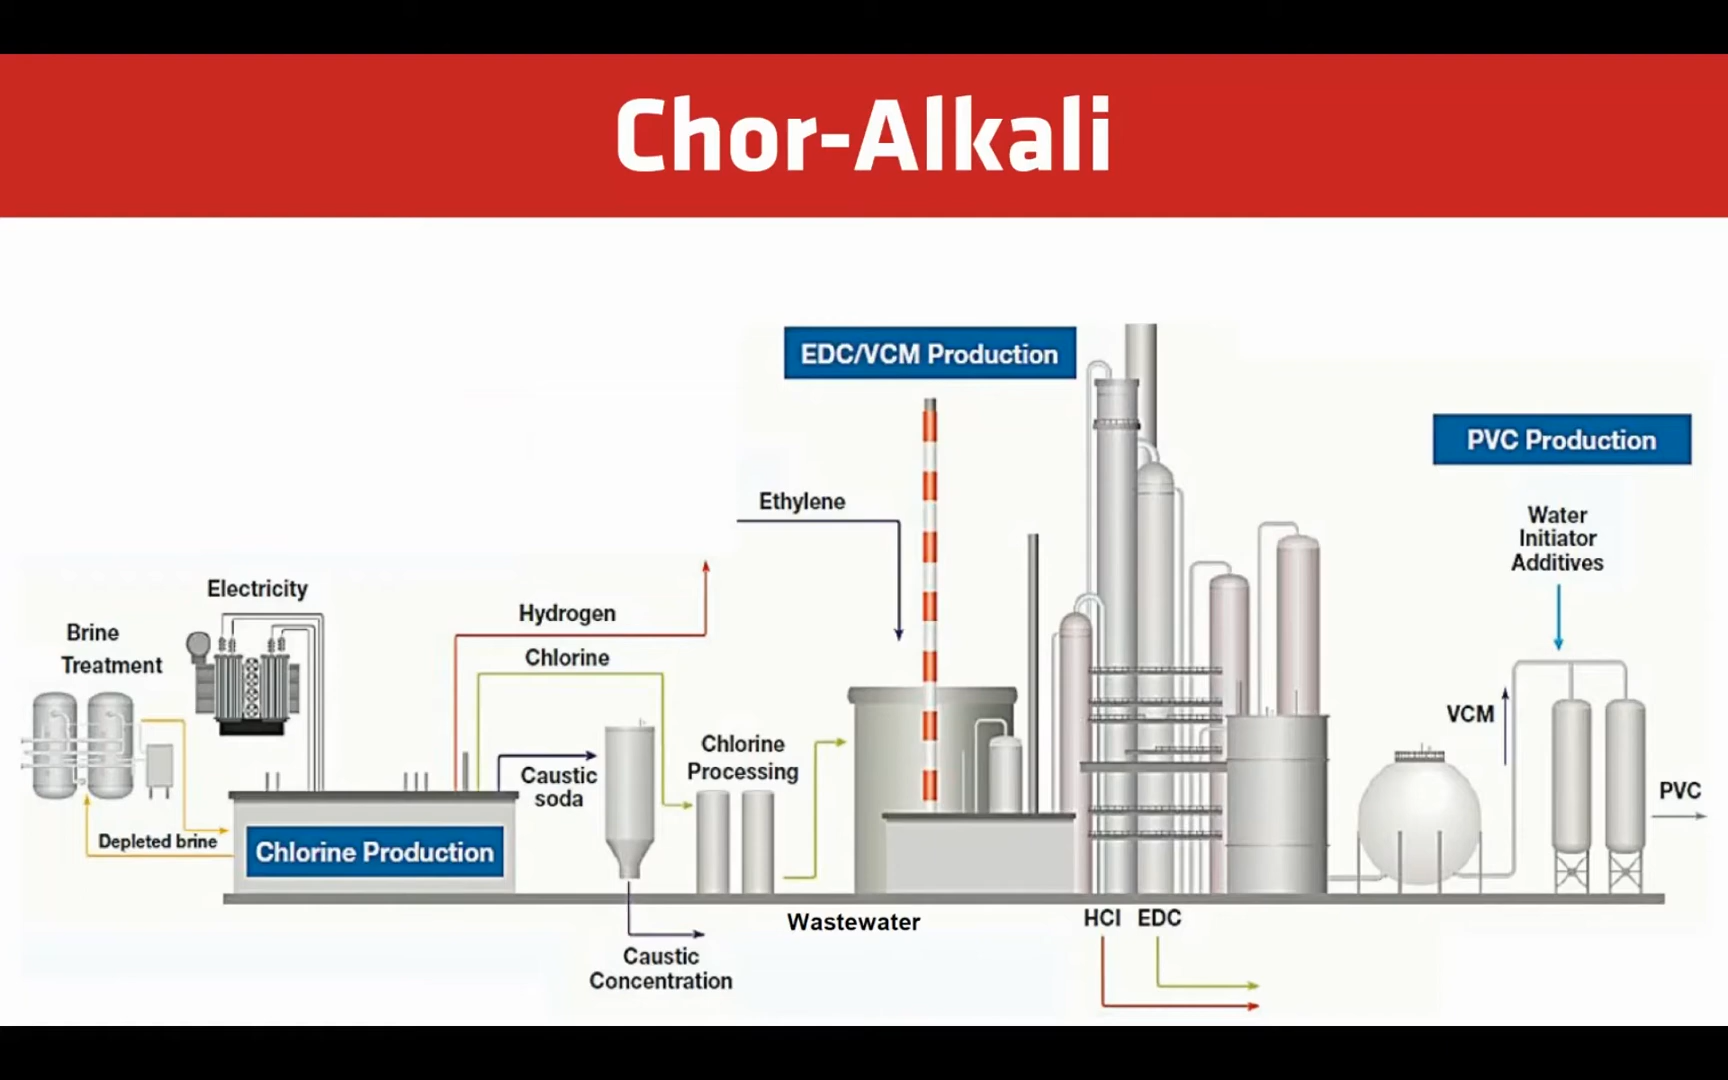 Chor-Alkali
EDC/VCM Production
PVC Production
Ethylene
Water
Initiator
Additives
Electricity
Hydrogen
Brine
Treatment
Chlorine
VCM
Chlorine
Processing
Caustic
soda
PVC
Depleted brine
Chlorine Production
Wastewater
HCl EDC
Caustic
Concentration